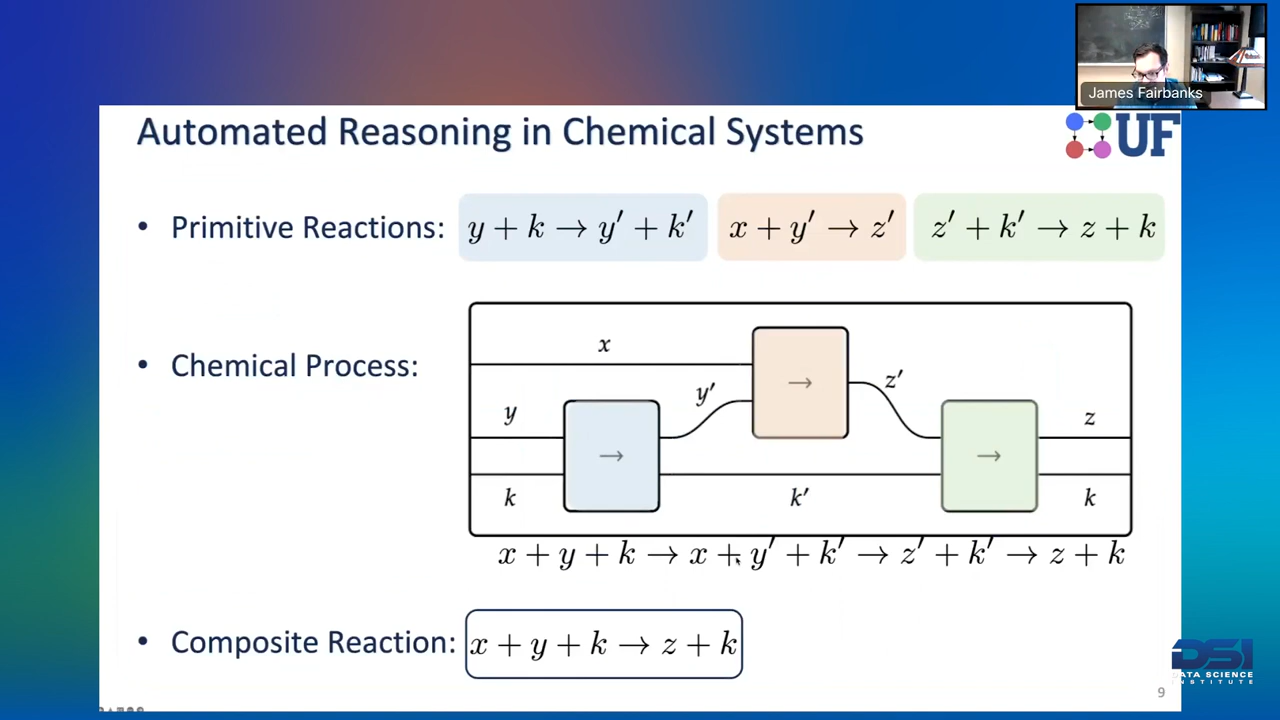 James Fairbanks
Automated Reasoning in Chemical Systems
UF
• Primitive Reactions: y + k → y′ + k′ x + y′ → z′ z′ + k′ → z + k
• Chemical Process:
x
→
y′
z′
y
→
→
z
k
k′
k
x + y + k → x + y′ + k′ → z′ + k′ → z + k
• Composite Reaction: x + y + k → z + k
DSI
DATA SCIENCE
INSTITUTE
9